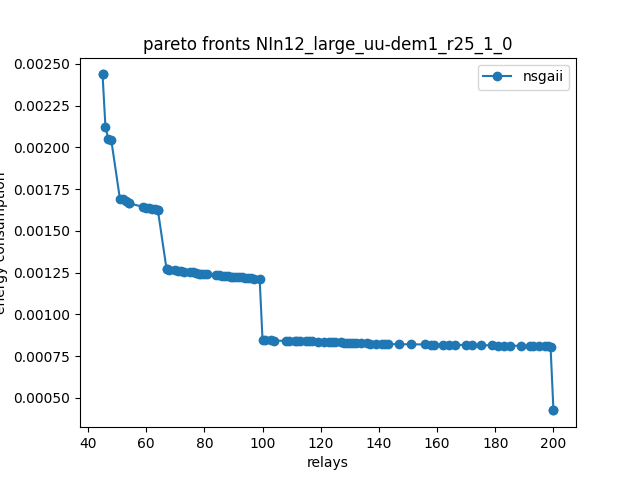 pareto fronts NIn12_large_uu-dem1_r25_1_0
nsgaii
0.00250
0.00225
0.00200
0.00175
0.00150
0.00125
0.00100
0.00075
0.00050
energy consumption
40 60 80 100 120 140 160 180 200
relays